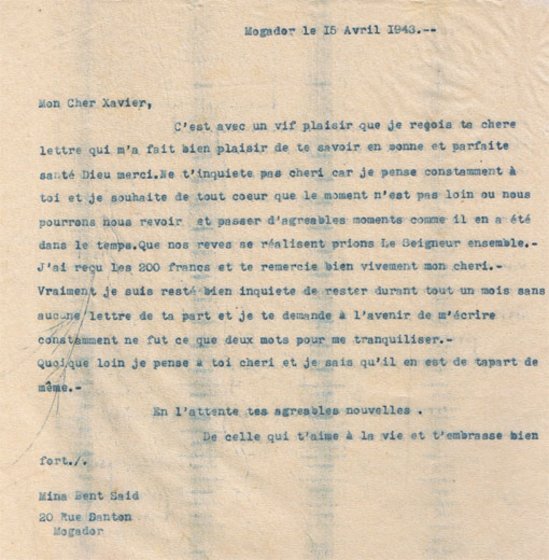 Mogador le 15 Avril 1943.--
Mon Cher Xavier,
C'est avec un vif plaisir que je reçois ta chere
lettre qui m'a fait bien plaisir de te savoir en bonne et parfaite
santé Dieu merci.Ne t'inquiete pas cheri car je pense constamment à
toi et je souhaite de tout coeur que le moment n'est pas loin ou nous
pourrons nous revoir et passer d'agreables moments comme il en a été
dans le temps.Que nos reves se réalisent prions Le Seigneur ensemble.-
J'ai reçu les 200 francs et te remercie bien vivement mon cheri.-
Vraiment je suis resté bien inquiete de rester durant tout un mois sans
aucune lettre de ta part et je te demande à l'avenir de m'écrire
constamment ne fut ce que deux mots pour me tranquiliser.-
Quoique loin je pense à toi cheri et je sais qu'il en est de tapart de
même.-
En l'attente tes agreables nouvelles .
De celle qui t'aime à la vie et t'embrasse bien
fort./.
Mina Bent Said
20 Rue Danton
Mogador